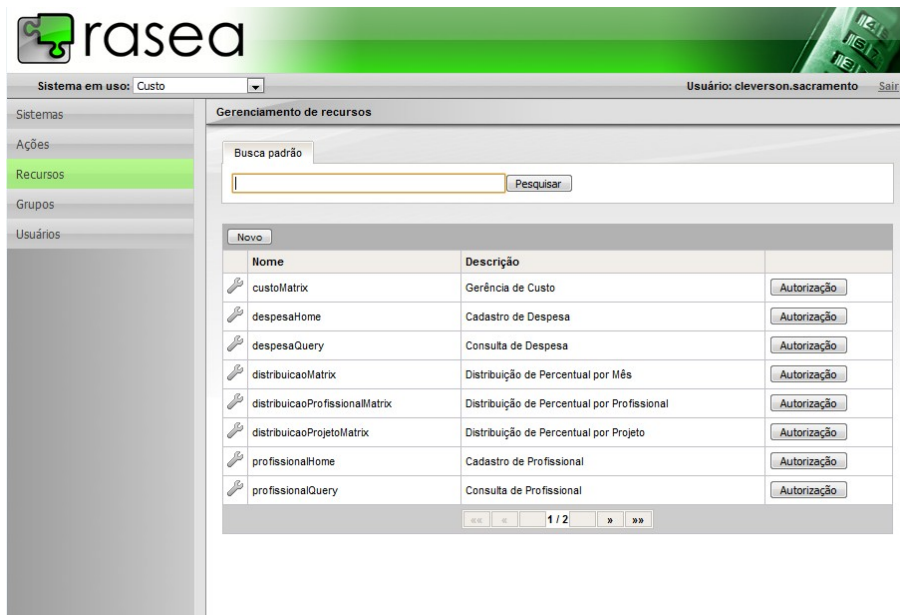 rasea
Sistema em uso: Custo
Usuário: cleverson.sacramento Sair
Sistemas
Ações
Recursos
Grupos
Usuários
Gerenciamento de recursos
Busca padrão
Pesquisar
Novo
Nome Descrição
custoMatrix Gerência de Custo Autorização
despesaHome Cadastro de Despesa Autorização
despesaQuery Consulta de Despesa Autorização
distribuicaoMatrix Distribuição de Percentual por Mês Autorização
distribuicaoProfissionalMatrix Distribuição de Percentual por Profissional Autorização
distribuicaoProjetoMatrix Distribuição de Percentual por Projeto Autorização
profissionalHome Cadastro de Profissional Autorização
profissionalQuery Consulta de Profissional Autorização
«« « 1 / 2 » »»